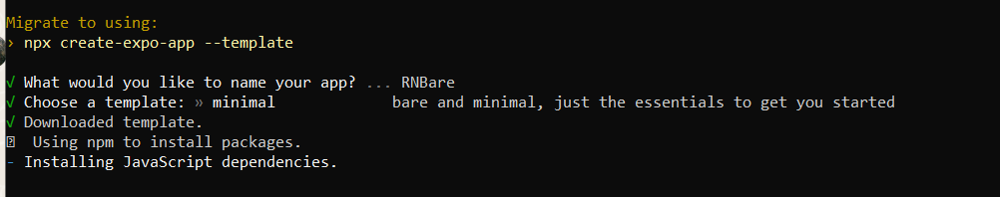 Migrate to using:
› npx create-expo-app --template
√ What would you like to name your app? ... RNBare
√ Choose a template: » minimal bare and minimal, just the essentials to get you started
√ Downloaded template.
⍰ Using npm to install packages.
- Installing JavaScript dependencies.